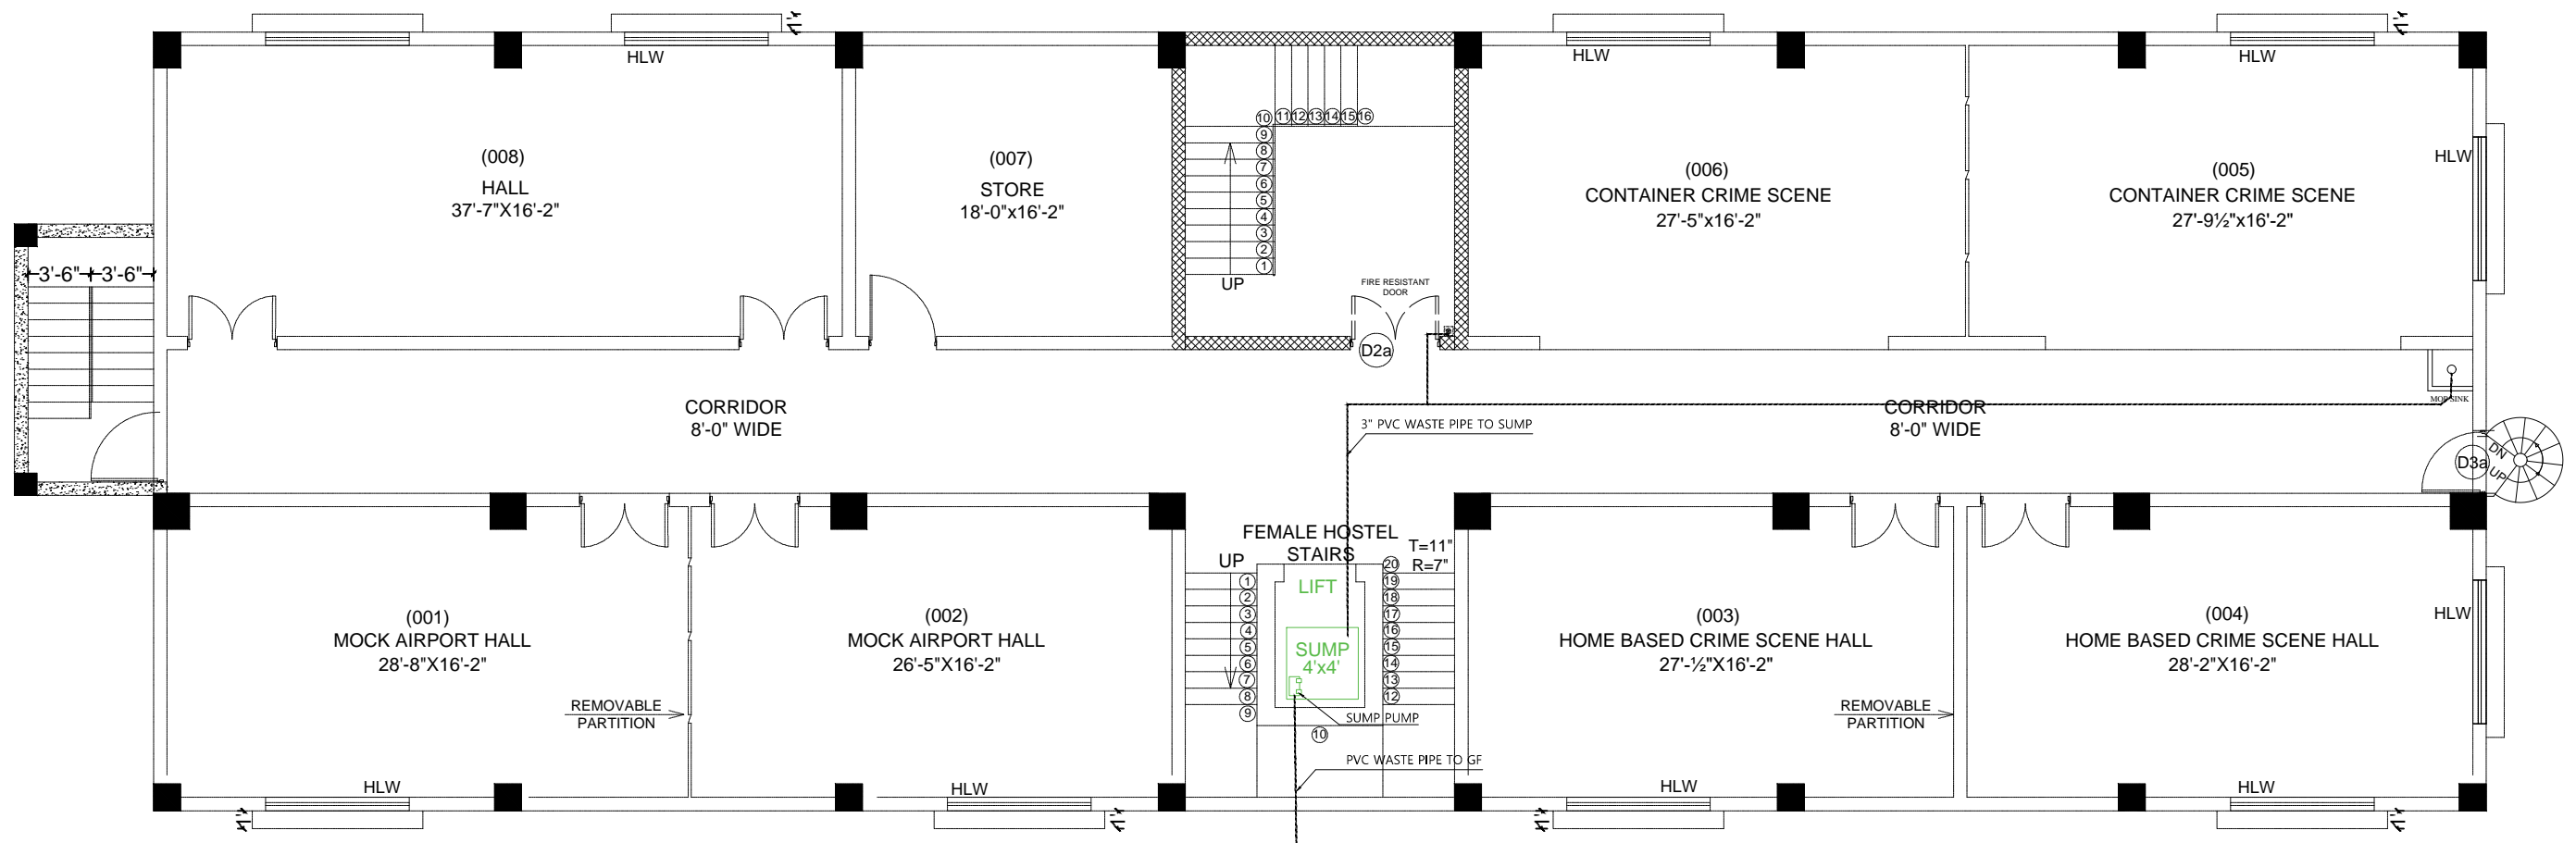 1'
1'
HLW
HLW
HLW
(008)
HALL
37'-7"X16'-2"
(007)
STORE
18'-0"x16'-2"
10
11
12
13
14
15
16
9
8
7
6
5
4
3
2
1
UP
(006)
CONTAINER CRIME SCENE
27'-5"x16'-2"
(005)
CONTAINER CRIME SCENE
27'-9½"x16'-2"
HLW
3'-6"
3'-6"
FIRE RESISTANT
DOOR
D2a
CORRIDOR
8'-0" WIDE
3" PVC WASTE PIPE TO SUMP
CORRIDOR
8'-0" WIDE
MOP SINK
D3a
DN
UP
FEMALE HOSTEL
STAIRS
UP
T=11"
R=7"
1
2
3
4
5
6
7
8
9
LIFT
SUMP
4'x4'
20
19
18
17
16
15
14
13
12
SUMP PUMP
10
PVC WASTE PIPE TO GF
(001)
MOCK AIRPORT HALL
28'-8"X16'-2"
REMOVABLE
PARTITION
(002)
MOCK AIRPORT HALL
26'-5"X16'-2"
(003)
HOME BASED CRIME SCENE HALL
27'-½"X16'-2"
REMOVABLE
PARTITION
(004)
HOME BASED CRIME SCENE HALL
28'-2"X16'-2"
HLW
HLW
HLW
HLW
HLW
1'
1'
1'
1'